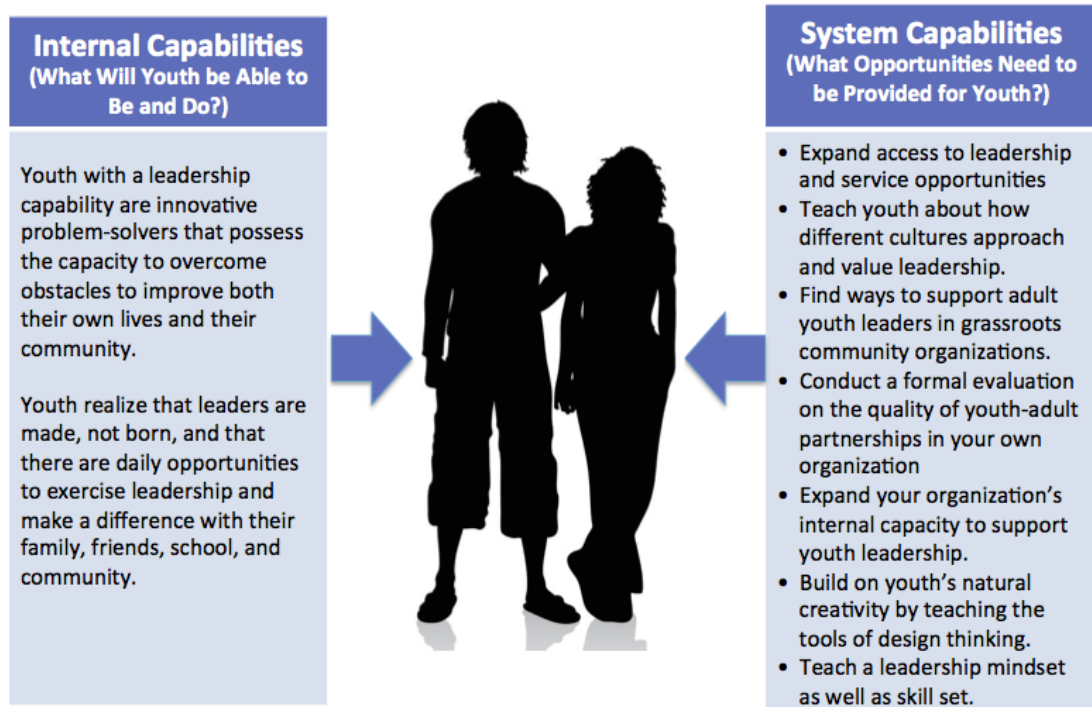 Internal Capabilities
(What Will Youth be Able to
Be and Do?)
Youth with a leadership
capability are innovative
problem-solvers that possess
the capacity to overcome
obstacles to improve both
their own lives and their
community.
Youth realize that leaders are
made, not born, and that
there are daily opportunities
to exercise leadership and
make a difference with their
family, friends, school, and
community.
System Capabilities
(What Opportunities Need to
be Provided for Youth?)
• Expand access to leadership
and service opportunities
• Teach youth about how
different cultures approach
and value leadership.
• Find ways to support adult
youth leaders in grassroots
community organizations.
• Conduct a formal evaluation
on the quality of youth-adult
partnerships in your own
organization
• Expand your organization's
internal capacity to support
youth leadership.
• Build on youth's natural
creativity by teaching the
tools of design thinking.
• Teach a leadership mindset
as well as skill set.